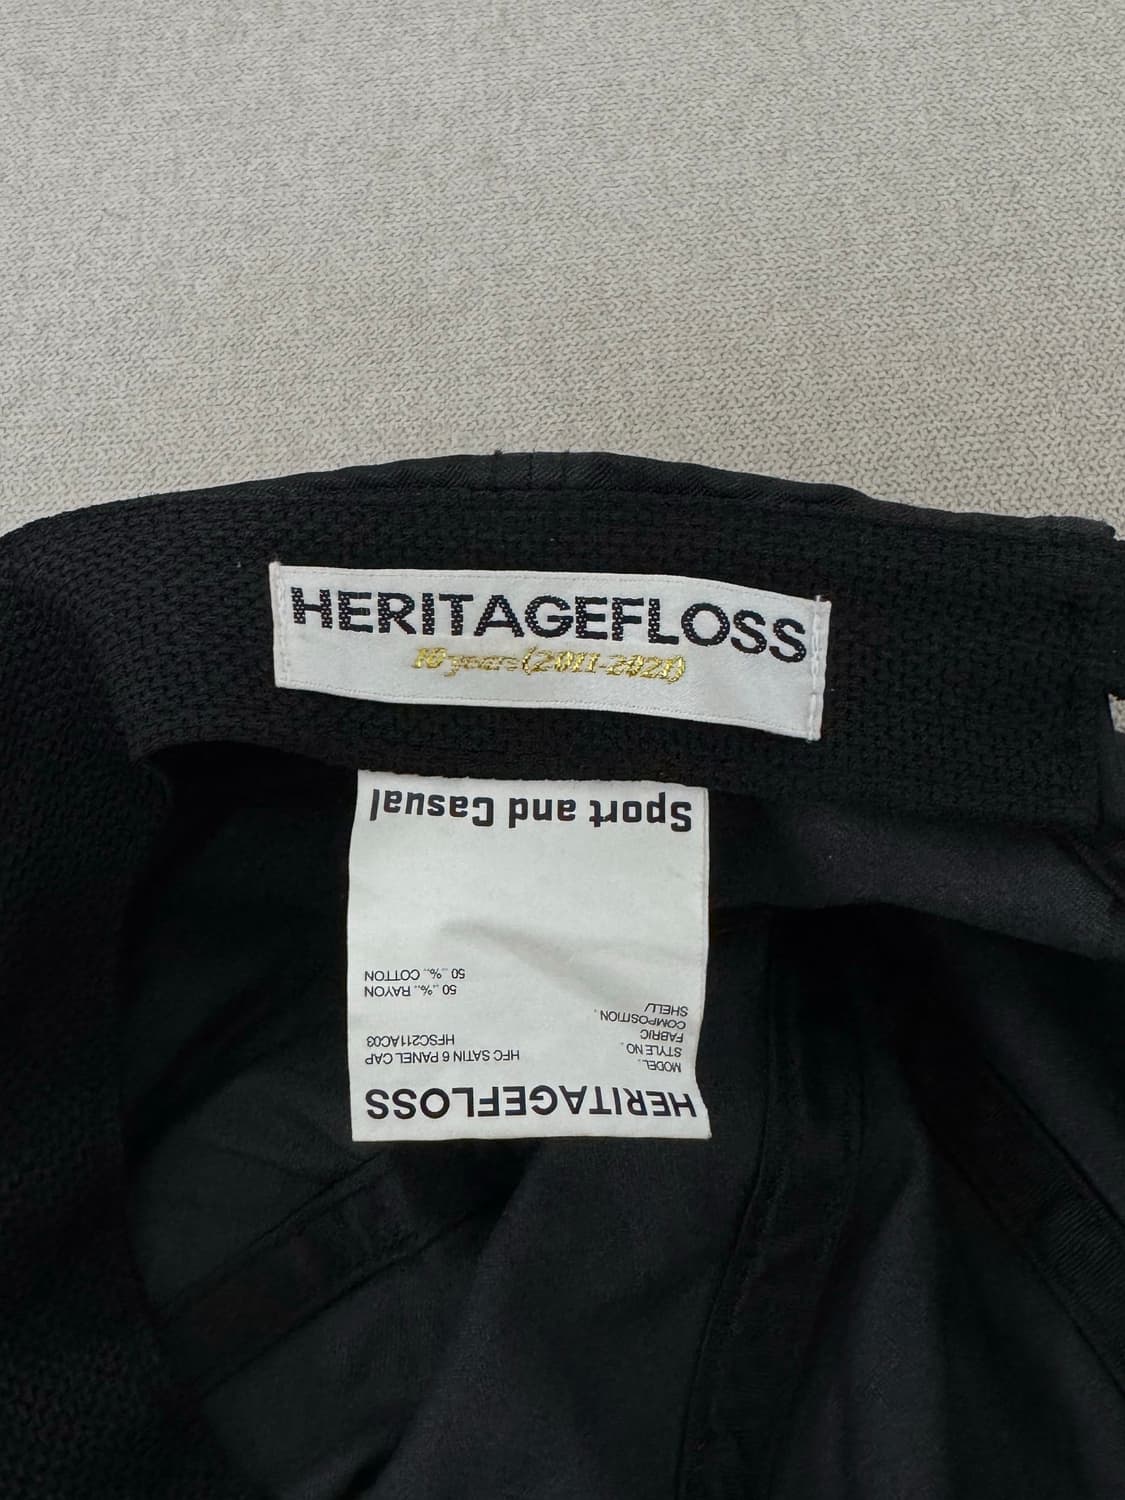 HERITAGEFLOSS
10 years (2011-2021)
HERITAGEFLOSS
MODEL. HFC SATIN 6 PANEL CAP
STYLE NO. HFSC211AC03
FABRIC
COMPOSITION.
SHELL/ 50 .. %.. RAYON
50 .. %.. COTTON
Sport and Casual